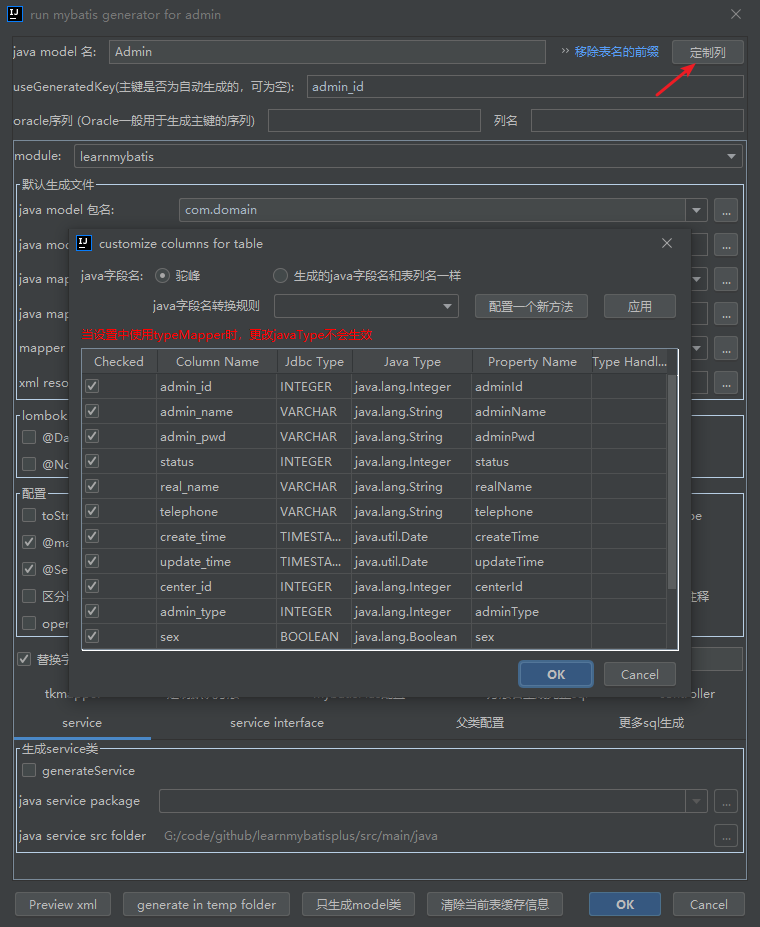 run mybatis generator for admin
java model 名: Admin >> 移除表名的前缀 定制列
useGeneratedKey(主键是否为自动生成的，可为空): admin_id
oracle序列 (Oracle一般用于生成主键的序列) 列名
module: learnmybatis
默认生成文件
java model 包名: com.domain ...
java mod ...
java map ...
java map ...
mapper ...
xml reso ...
customize columns for table
java字段名: 驼峰 生成的java字段名和表列名一样
java字段名转换规则 配置一个新方法 应用
当设置中使用typeMapper时，更改javaType不会生效
Checked Column Name Jdbc Type Java Type Property Name Type Handl...
admin_id INTEGER java.lang.Integer adminId
admin_name VARCHAR java.lang.String adminName
admin_pwd VARCHAR java.lang.String adminPwd
status INTEGER java.lang.Integer status
real_name VARCHAR java.lang.String realName
telephone VARCHAR java.lang.String telephone
create_time TIMESTA... java.util.Date createTime
update_time TIMESTA... java.util.Date updateTime
center_id INTEGER java.lang.Integer centerId
admin_type INTEGER java.lang.Integer adminType
sex BOOLEAN java.lang.Boolean sex
OK Cancel
lombok
@Da
@No
配置
toStr
@ma
@Se
区分
oper
注释
替换字
service service interface 父类配置 更多sql生成
生成service类
generateService
java service package ...
java service src folder G:/code/github/learnmybatisplus/src/main/java ...
Preview xml generate in temp folder 只生成model类 清除当前表缓存信息 OK Cancel